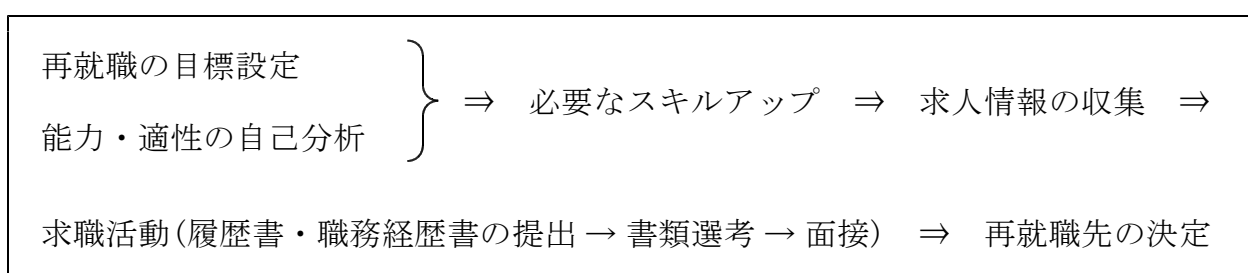 再就職の目標設定
能力・適性の自己分析
⇒ 必要なスキルアップ ⇒ 求人情報の収集 ⇒
求職活動(履歴書・職務経歴書の提出 → 書類選考 → 面接) ⇒ 再就職先の決定